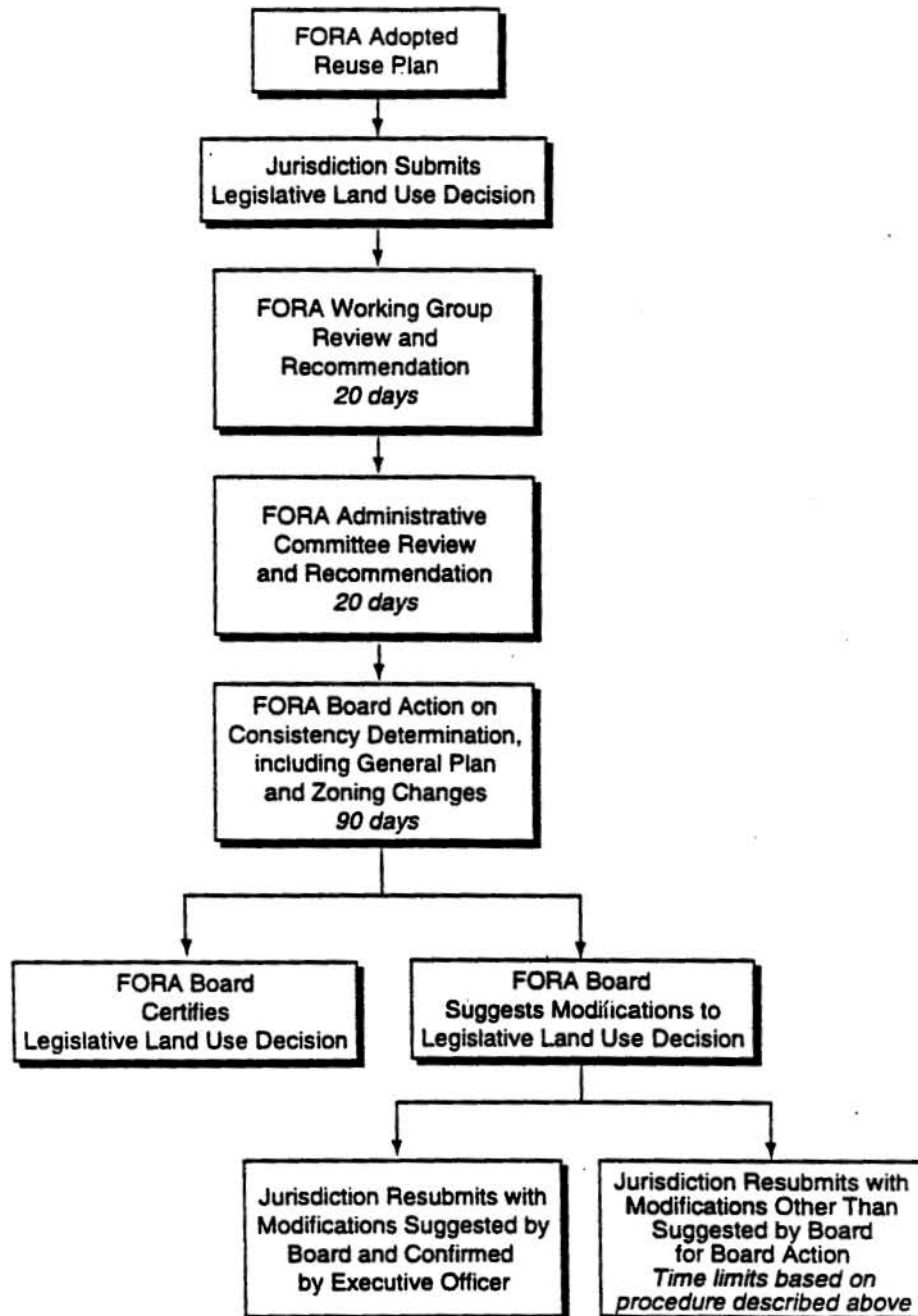 FORA Adopted
Reuse Plan
Jurisdiction Submits
Legislative Land Use Decision
FORA Working Group
Review and
Recommendation
20 days
FORA Administrative
Committee Review
and Recommendation
20 days
FORA Board Action on
Consistency Determination,
including General Plan
and Zoning Changes
90 days
FORA Board
Certifies
Legislative Land Use Decision
FORA Board
Suggests Modifications to
Legislative Land Use Decision
Jurisdiction Resubmits with
Modifications Suggested by
Board and Confirmed
by Executive Officer
Jurisdiction Resubmits with
Modifications Other Than
Suggested by Board
for Board Action
Time limits based on
procedure described above